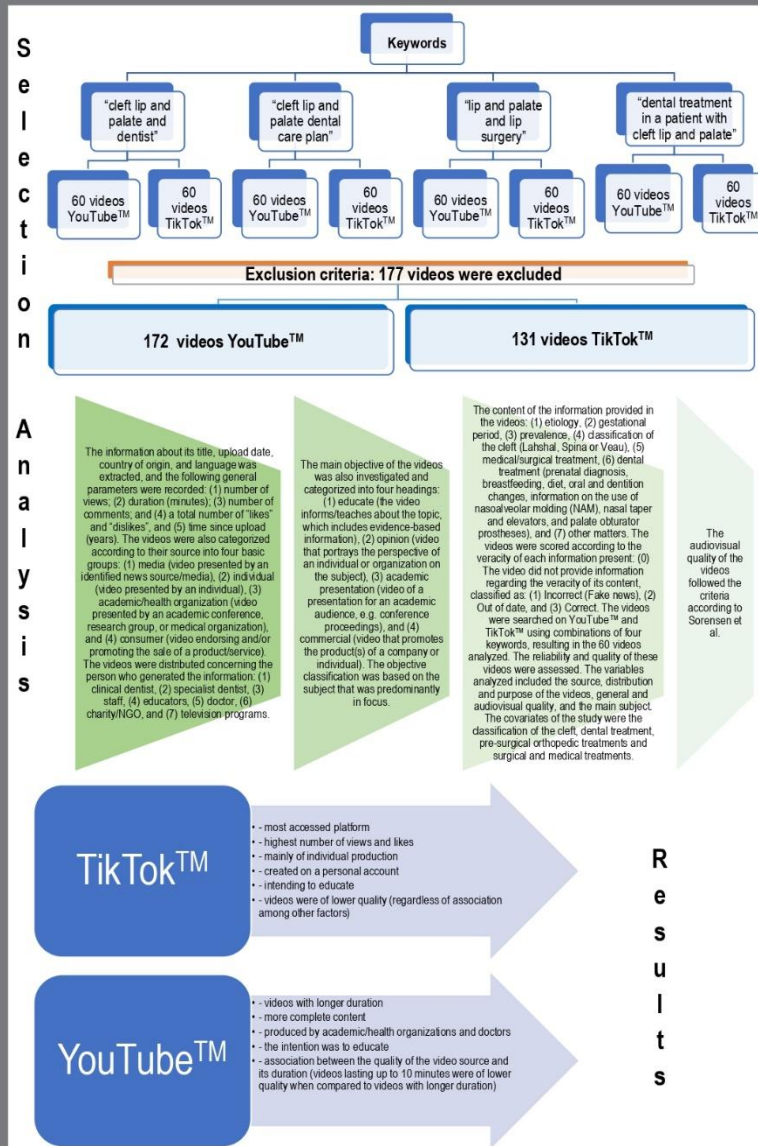 Selection
Keywords
“cleft lip and
palate and
dentist”
“cleft lip and
palate dental
care plan”
“lip and palate
and lip
surgery”
“dental treatment
in a patient with
cleft lip and palate”
60 videos
YouTube™
60
videos
TikTok™
60 videos
YouTube™
60
videos
TikTok™
60 videos
YouTube™
60
videos
TikTok™
60 videos
YouTube™
60
videos
TikTok™
Exclusion criteria: 177 videos were excluded
172 videos YouTube™
131 videos TikTok™
Analysis
The information about its title, upload date,
country of origin, and language was
extracted, and the following general
parameters were recorded: (1) number of
views; (2) duration (minutes); (3) number of
comments; and (4) a total number of “likes”
and “dislikes”, and (5) time since upload
(years). The videos were also categorized
according to their source into four basic
groups: (1) media (video presented by an
identified news source/media), (2) individual
(video presented by an individual), (3)
academic/health organization (video
presented by an academic conference,
research group, or medical organization),
and (4) consumer (video endorsing and/or
promoting the sale of a product/service).
The videos were distributed concerning the
person who generated the information: (1)
clinical dentist, (2) specialist dentist, (3)
staff, (4) educators, (5) doctor, (6)
charity/NGO, and (7) television programs.
The main objective of the videos
was also investigated and
categorized into four headings:
(1) educate (the video
informs/teaches about the topic,
which includes evidence-based
information), (2) opinion (video
that portrays the perspective of
an individual or organization on
the subject), (3) academic
presentation (video of a
presentation for an academic
audience, e.g. conference
proceedings), and (4)
commercial (video that promotes
the product(s) of a company or
individual). The objective
classification was based on the
subject that was predominantly
in focus.
The content of the information provided in
the videos: (1) etiology, (2) gestational
period, (3) prevalence, (4) classification of
the cleft (Lahshal, Spina or Veau), (5)
medical/surgical treatment, (6) dental
treatment (prenatal diagnosis,
breastfeeding, diet, oral and dentition
changes, information on the use of
nasoalveolar molding (NAM), nasal taper
and elevators, and palate obturator
prostheses), and (7) other matters. The
videos were scored according to the
veracity of each information present: (0)
The video did not provide information
regarding the veracity of its content,
classified as: (1) Incorrect (Fake news), (2)
Out of date, and (3) Correct. The videos
were searched on YouTube™ and
TikTok™ using combinations of four
keywords, resulting in the 60 videos
analyzed. The reliability and quality of these
videos were assessed. The variables
analyzed included the source, distribution
and purpose of the videos, general and
audiovisual quality, and the main subject.
The covariates of the study were the
classification of the cleft, dental treatment,
pre-surgical orthopedic treatments and
surgical and medical treatments.
The
audiovisual
quality of the
videos
followed the
criteria
according to
Sorensen et
al.
TikTok™
• - most accessed platform
• - highest number of views and likes
• - mainly of individual production
• - created on a personal account
• - intending to educate
• - videos were of lower quality (regardless of association
among other factors)
Results
YouTube™
• - videos with longer duration
• - more complete content
• - produced by academic/health organizations and doctors
• - the intention was to educate
• - association between the quality of the video source and
its duration (videos lasting up to 10 minutes were of lower
quality when compared to videos with longer duration)